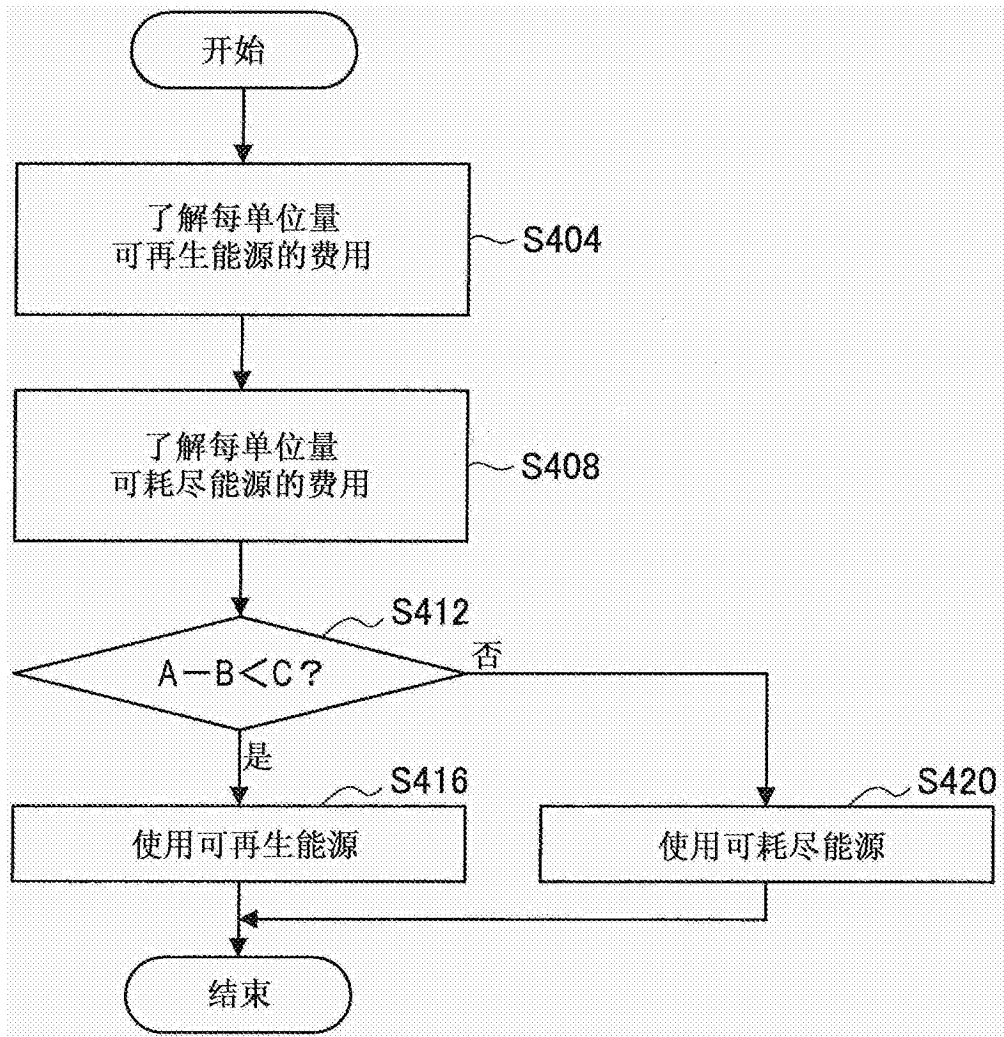 开始
了解每单位量
可再生能源的费用
S404
了解每单位量
可耗尽能源的费用
S408
S412
A－B＜C？
否
是
S416
S420
使用可再生能源
使用可耗尽能源
结束